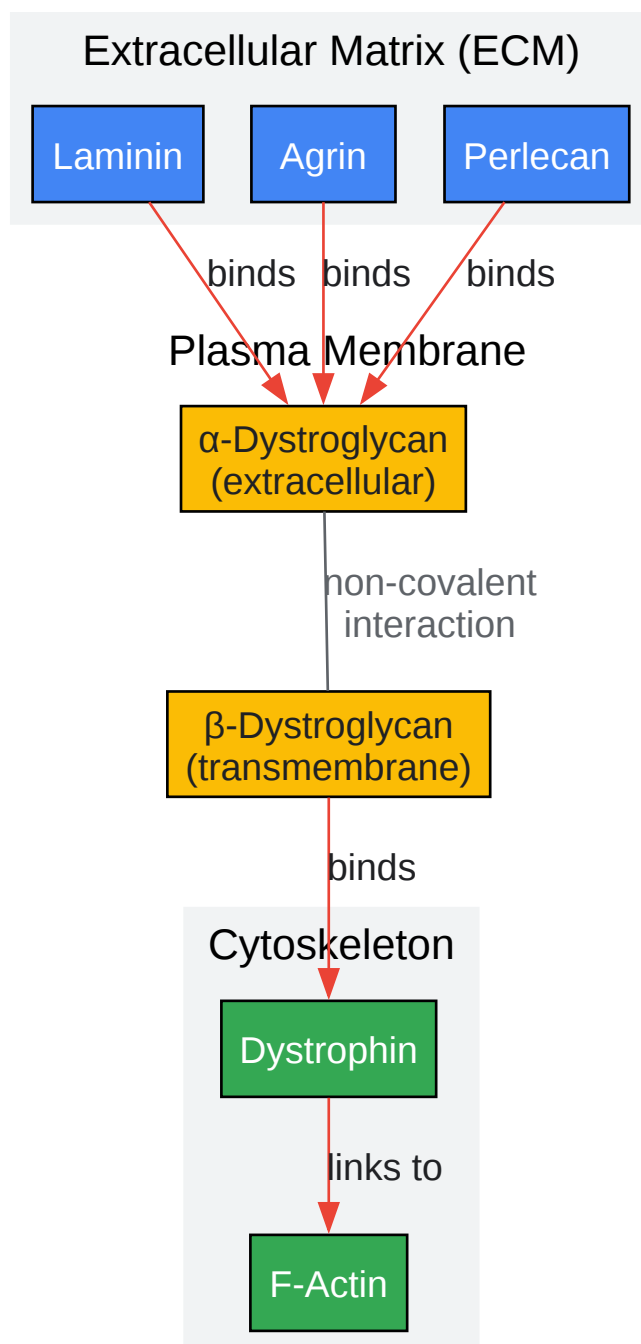 Extracellular Matrix (ECM)
Laminin
Agrin
Perlecan
binds
binds
binds
Plasma Membrane
α-Dystroglycan
(extracellular)
non-covalent
interaction
β-Dystroglycan
(transmembrane)
binds
Cytoskeleton
Dystrophin
links to
F-Actin